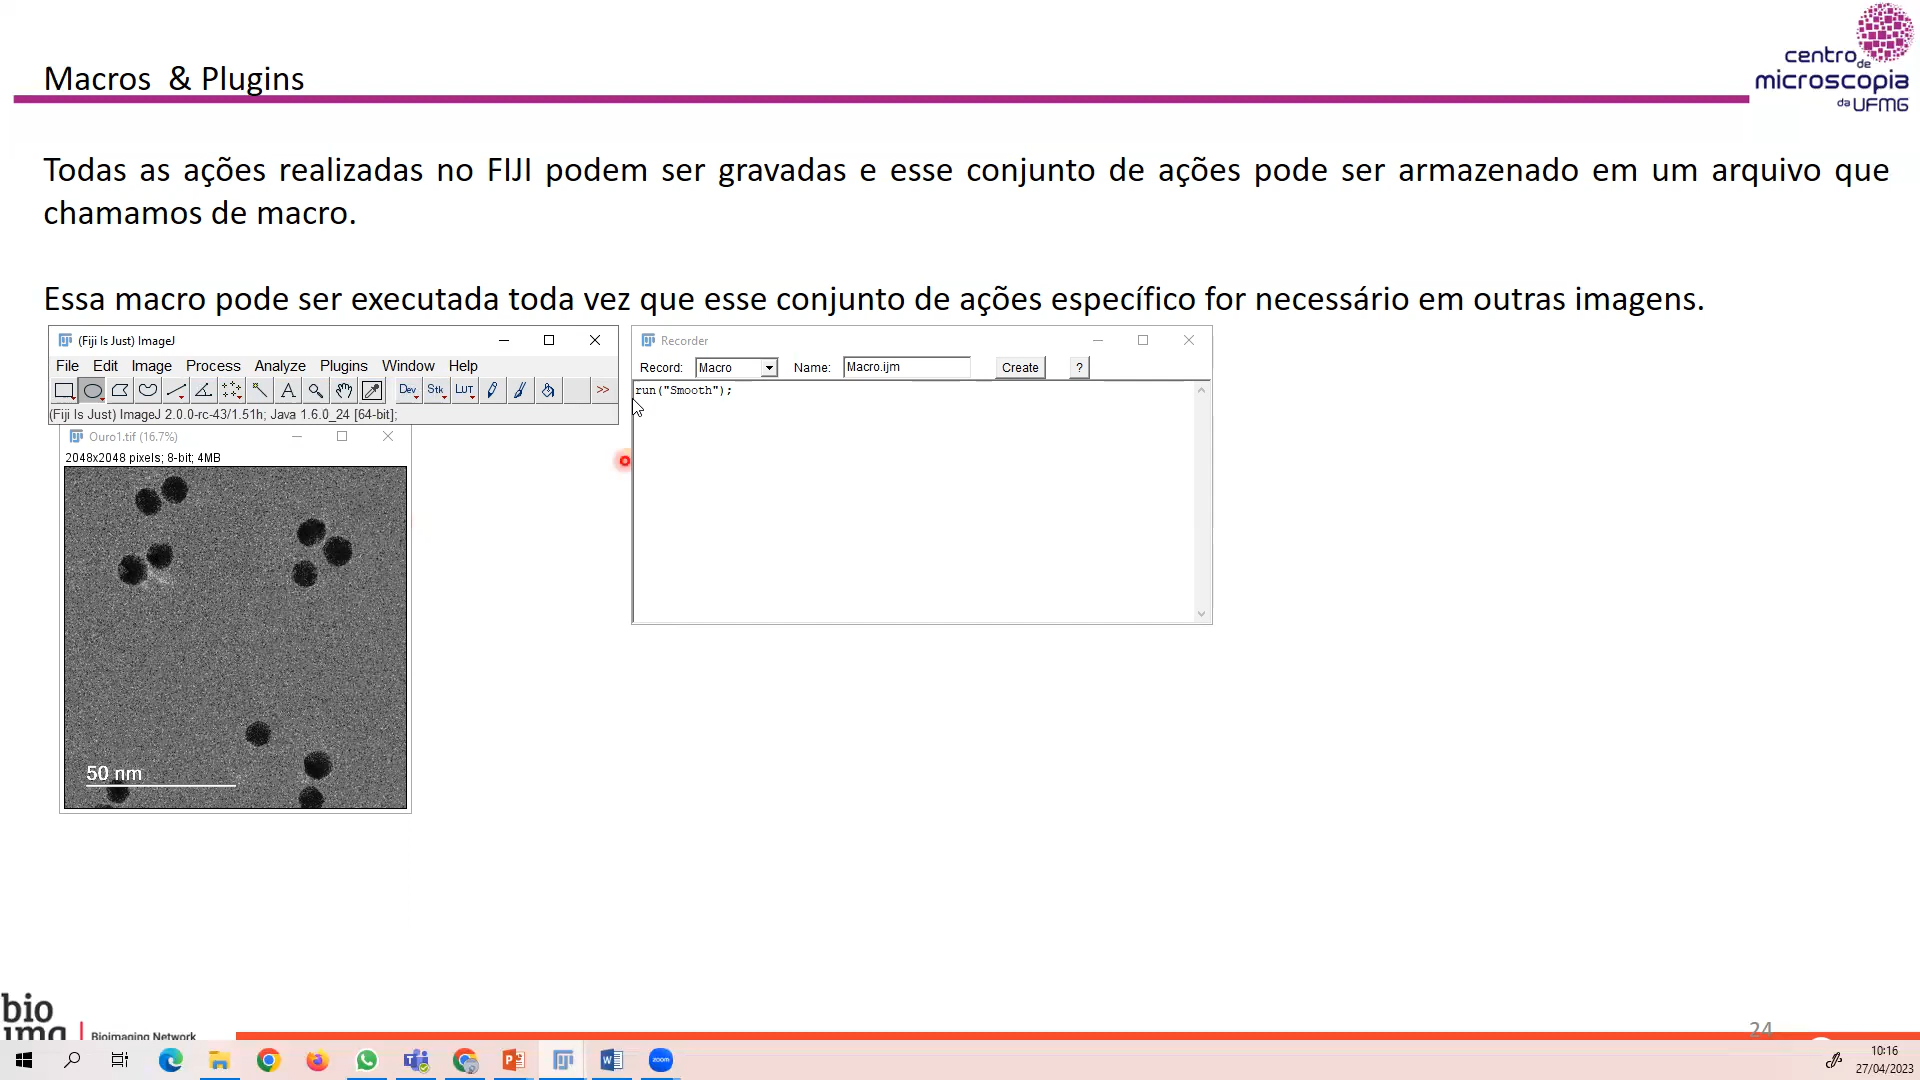 centro de
microscopia
da UFMG
Macros & Plugins
Todas as ações realizadas no FIJI podem ser gravadas e esse conjunto de ações pode ser armazenado em um arquivo que
chamamos de macro.
Essa macro pode ser executada toda vez que esse conjunto de ações específico for necessário em outras imagens.
(Fiji Is Just) ImageJ
File Edit Image Process Analyze Plugins Window Help
A Dev Stk LUT >>
(Fiji Is Just) ImageJ 2.0.0-rc-43/1.51h; Java 1.6.0_24 [64-bit];
Recorder
Record: Macro Name: Macro.ijm Create ?
run("Smooth");
Ouro1.tif (16.7%)
2048x2048 pixels; 8-bit; 4MB
50 nm
bio
img
Bioimaging Network
24
zoom
10:16
27/04/2023